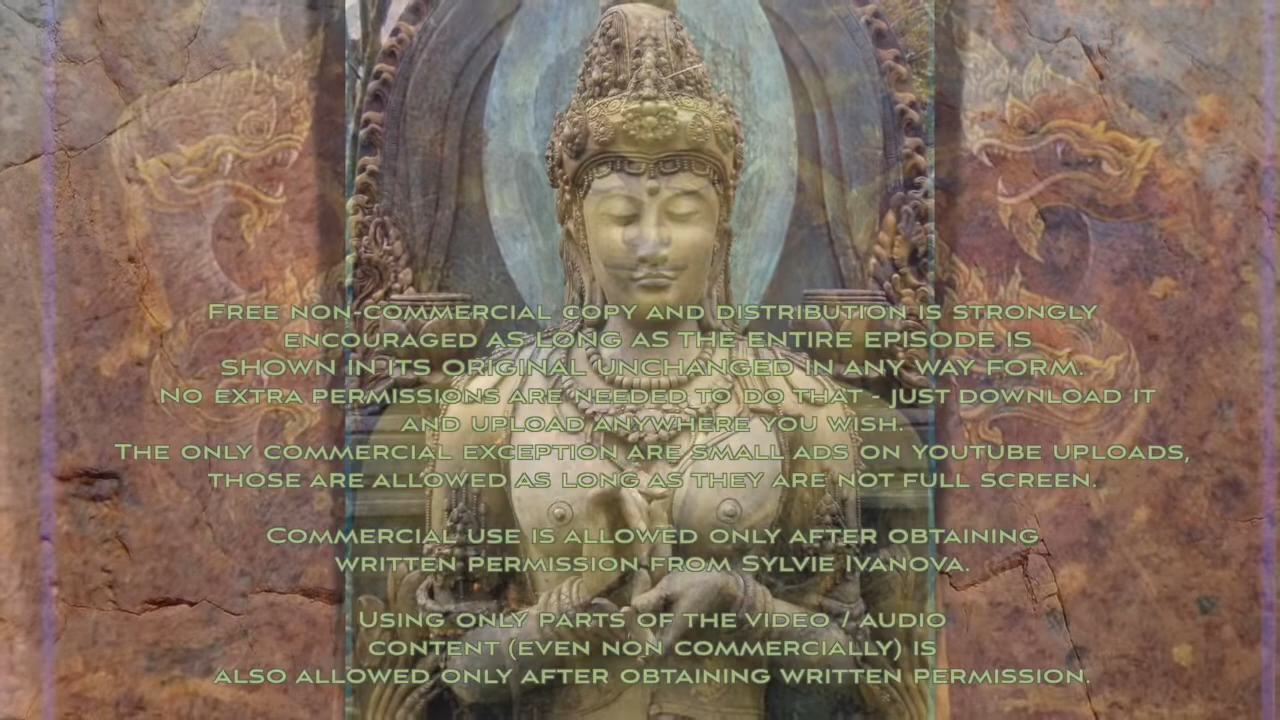 Free non-commercial copy and distribution is strongly
encouraged as long as the entire episode is
shown in its original unchanged in any way form.
No extra permissions are needed to do that - just download it
and upload anywhere you wish.
The only commercial exception are small ads on youtube uploads,
those are allowed as long as they are not full screen.
Commercial use is allowed only after obtaining
written permission from Sylvie Ivanova.
Using only parts of the video / audio
content (even non commercially) is
also allowed only after obtaining written permission.